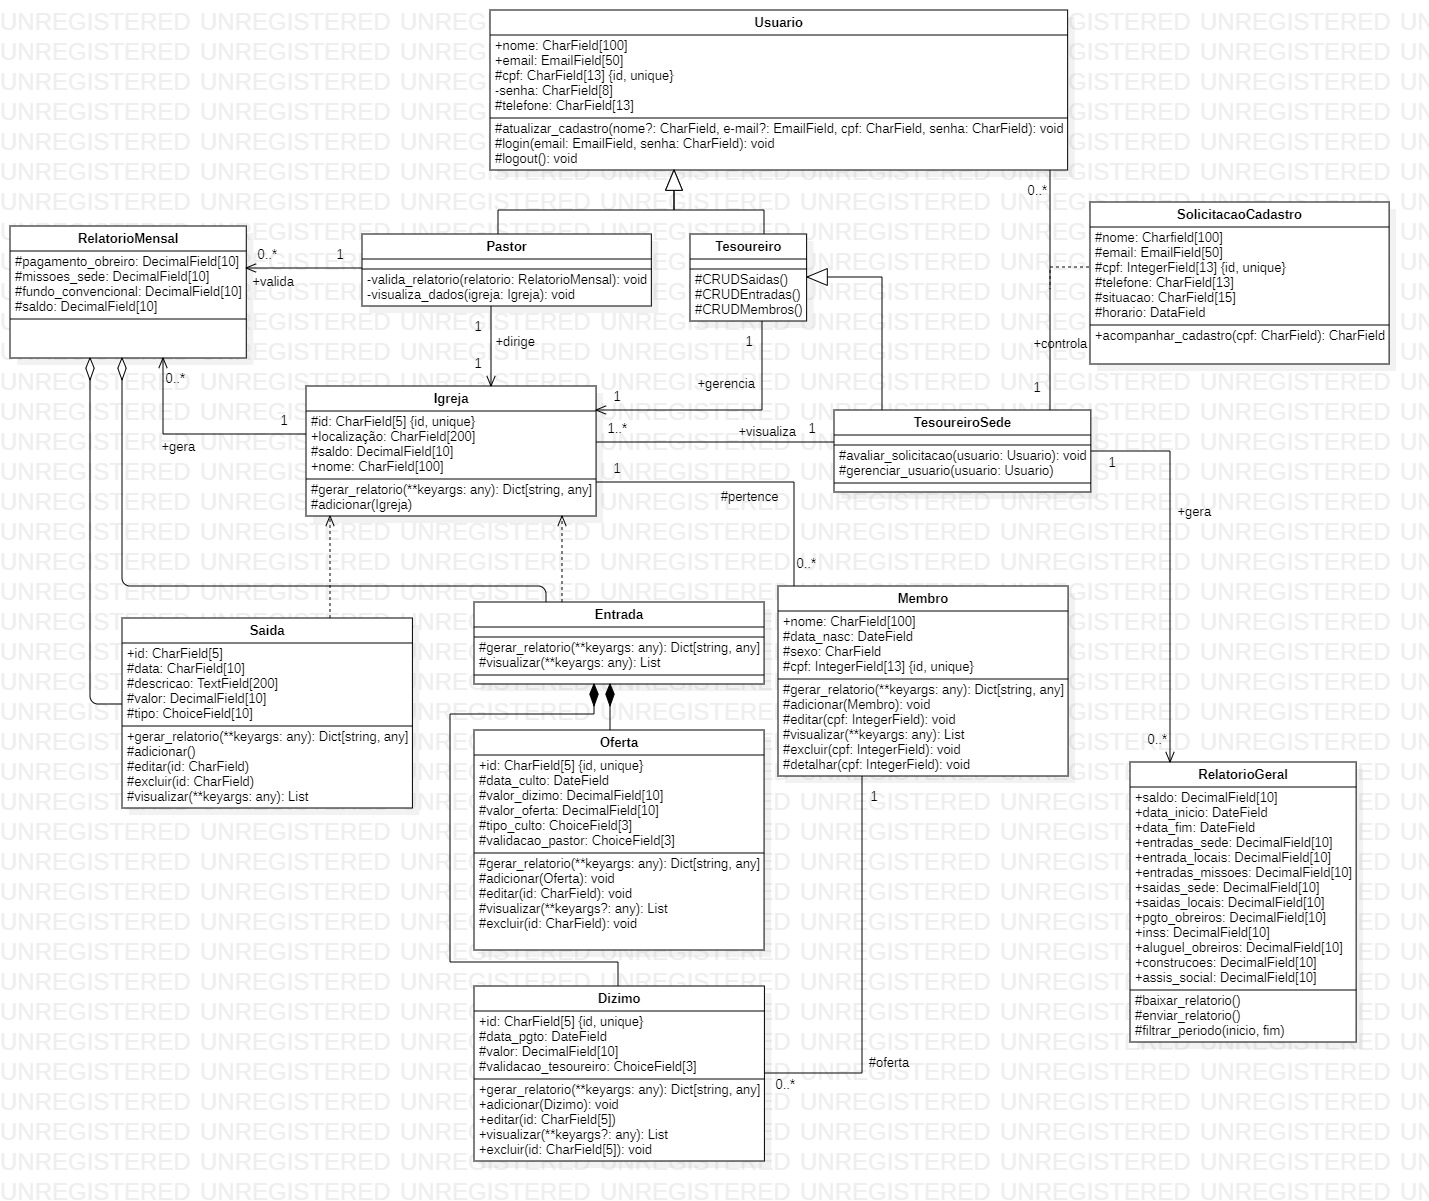 Usuario
+nome: CharField[100]
+email: EmailField[50]
#cpf: CharField[13] {id, unique}
-senha: CharField[8]
#telefone: CharField[13]
#atualizar_cadastro(nome?: CharField, e-mail?: EmailField, cpf: CharField, senha: CharField): void
#login(email: EmailField, senha: CharField): void
#logout(): void
0..*
SolicitacaoCadastro
#nome: Charfield[100]
#email: EmailField[50]
#cpf: IntegerField[13] {id, unique}
#telefone: CharField[13]
#situacao: CharField[15]
#horario: DataField
+acompanhar_cadastro(cpf: CharField): CharField
RelatorioMensal
#pagamento_obreiro: DecimalField[10]
#missoes_sede: DecimalField[10]
#fundo_convencional: DecimalField[10]
#saldo: DecimalField[10]
0..*
1
+valida
Pastor
-valida_relatorio(relatorio: RelatorioMensal): void
-visualiza_dados(igreja: Igreja): void
Tesoureiro
#CRUDSaidas()
#CRUDEntradas()
#CRUDMembros()
1
+dirige
1
1
+gerencia
1
+controla
1
0..*
1
+gera
Igreja
#id: CharField[5] {id, unique}
+localização: CharField[200]
#saldo: DecimalField[10]
+nome: CharField[100]
#gerar_relatorio(**keyargs: any): Dict[string, any]
#adicionar(Igreja)
1..*
+visualiza
1
TesoureiroSede
#avaliar_solicitacao(usuario: Usuario): void
#gerenciar_usuario(usuario: Usuario)
1
#pertence
0..*
1
+gera
0..*
Saida
+id: CharField[5]
#data: CharField[10]
#descricao: TextField[200]
#valor: DecimalField[10]
#tipo: ChoiceField[10]
+gerar_relatorio(**keyargs: any): Dict[string, any]
#adicionar()
#editar(id: CharField)
#excluir(id: CharField)
#visualizar(**keyargs: any): List
Entrada
#gerar_relatorio(**keyargs: any): Dict[string, any]
#visualizar(**keyargs: any): List
Membro
+nome: CharField[100]
#data_nasc: DateField
#sexo: CharField
#cpf: IntegerField[13] {id, unique}
#gerar_relatorio(**keyargs: any): Dict[string, any]
#adicionar(Membro): void
#editar(cpf: IntegerField): void
#visualizar(**keyargs: any): List
#excluir(cpf: IntegerField): void
#detalhar(cpf: IntegerField): void
Oferta
+id: CharField[5] {id, unique}
#data_culto: DateField
#valor_dizimo: DecimalField[10]
#valor_oferta: DecimalField[10]
#tipo_culto: ChoiceField[3]
#validacao_pastor: ChoiceField[3]
#gerar_relatorio(**keyargs: any): Dict[string, any]
#adicionar(Oferta): void
#editar(id: CharField): void
#visualizar(**keyargs?: any): List
#excluir(id: CharField): void
1
#oferta
0..*
Dizimo
+id: CharField[5] {id, unique}
#data_pgto: DateField
#valor: DecimalField[10]
#validacao_tesoureiro: ChoiceField[3]
+gerar_relatorio(**keyargs: any): Dict[string, any]
+adicionar(Dizimo): void
+editar(id: CharField[5])
+visualizar(**keyargs?: any): List
+excluir(id: CharField[5]): void
RelatorioGeral
+saldo: DecimalField[10]
+data_inicio: DateField
+data_fim: DateField
+entradas_sede: DecimalField[10]
+entrada_locais: DecimalField[10]
+entradas_missoes: DecimalField[10]
+saidas_sede: DecimalField[10]
+saidas_locais: DecimalField[10]
+pgto_obreiros: DecimalField[10]
+inss: DecimalField[10]
+aluguel_obreiros: DecimalField[10]
+construcoes: DecimalField[10]
+assis_social: DecimalField[10]
#baixar_relatorio()
#enviar_relatorio()
#filtrar_periodo(inicio, fim)
UNREGISTERED